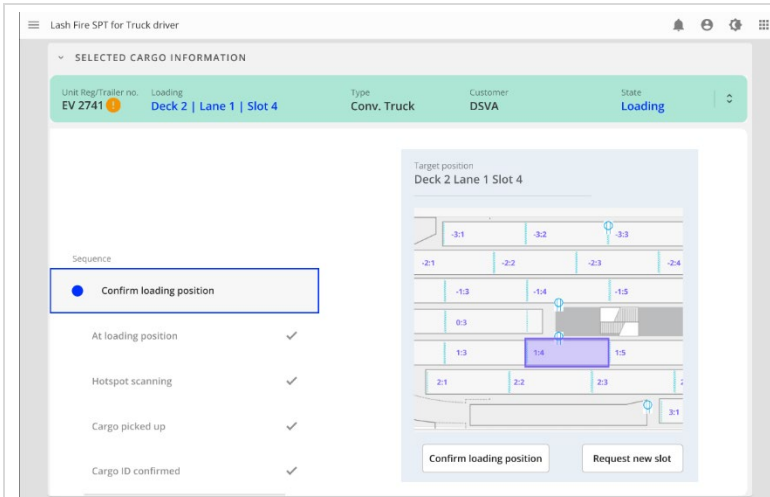 Lash Fire SPT for Truck driver
SELECTED CARGO INFORMATION
Unit Reg/Trailer no. Loading Type Customer State
EV 2741 ! Deck 2 | Lane 1 | Slot 4 Conv. Truck DSVA Loading
Target position
Deck 2 Lane 1 Slot 4
-3:1 -3:2 -3:3
-2:1 -2:2 -2:3 -2:4
-1:3 -1:4 -1:5
0:3
1:3 1:4 1:5
2:1 2:2 2:3
3:1
Confirm loading position Request new slot
Sequence
Confirm loading position
At loading position
Hotspot scanning
Cargo picked up
Cargo ID confirmed